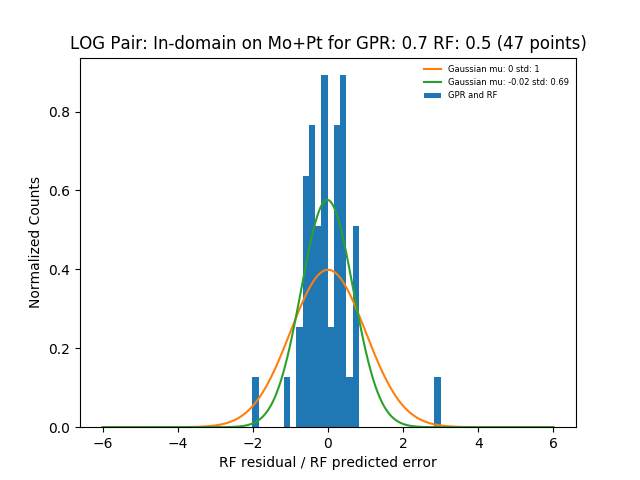 LOG Pair: In-domain on Mo+Pt for GPR: 0.7 RF: 0.5 (47 points)
Gaussian mu: 0 std: 1
Gaussian mu: -0.02 std: 0.69
GPR and RF
Normalized Counts
0.8
0.6
0.4
0.2
0.0
−6 −4 −2 0 2 4 6
RF residual / RF predicted error